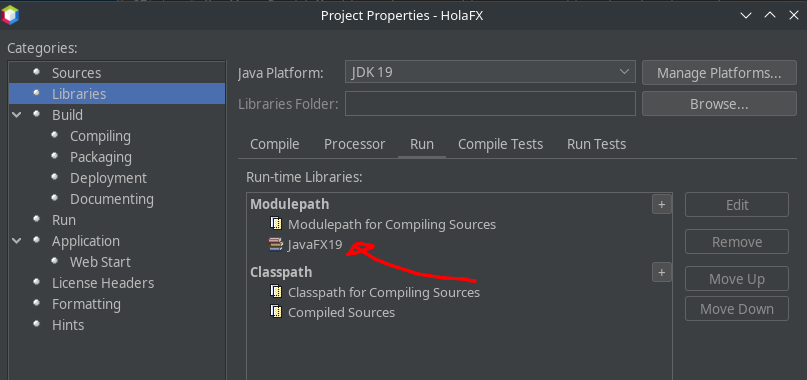 Project Properties - HolaFX
Categories:
Sources
Libraries
Build
Compiling
Packaging
Deployment
Documenting
Run
Application
Web Start
License Headers
Formatting
Hints
Java Platform: JDK 19 Manage Platforms...
Libraries Folder: Browse...
Compile Processor Run Compile Tests Run Tests
Run-time Libraries:
Modulepath +
Modulepath for Compiling Sources
JavaFX19
Classpath +
Classpath for Compiling Sources
Compiled Sources
Edit
Remove
Move Up
Move Down